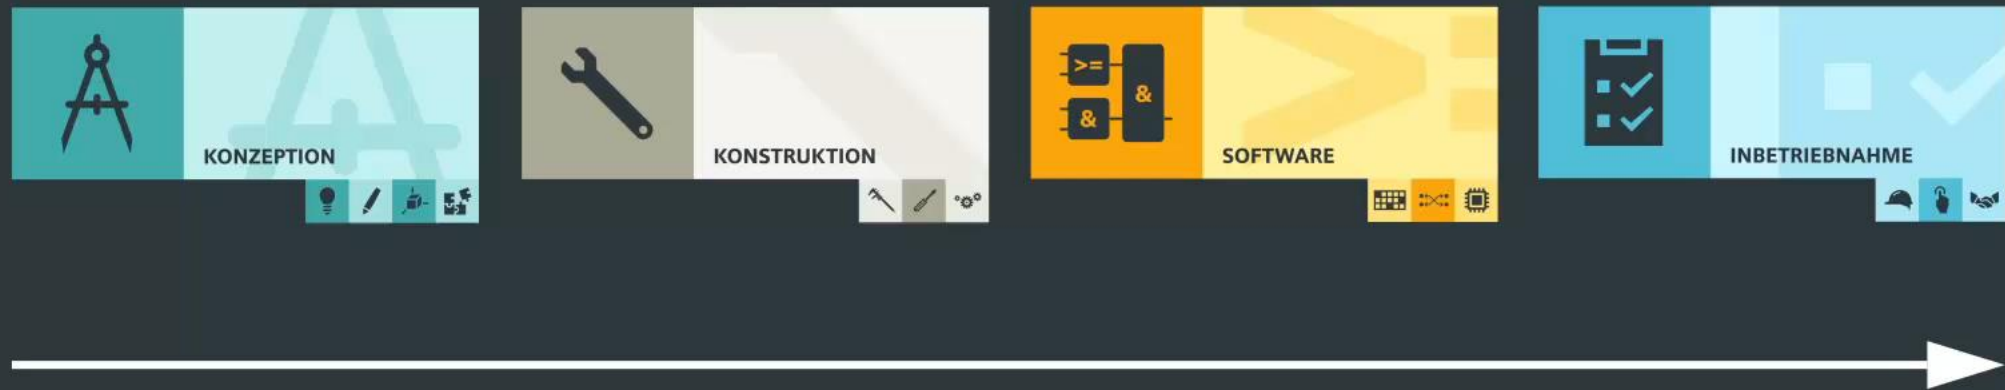 KONZEPTION
KONSTRUKTION
>=
&
&
SOFTWARE
INBETRIEBNAHME